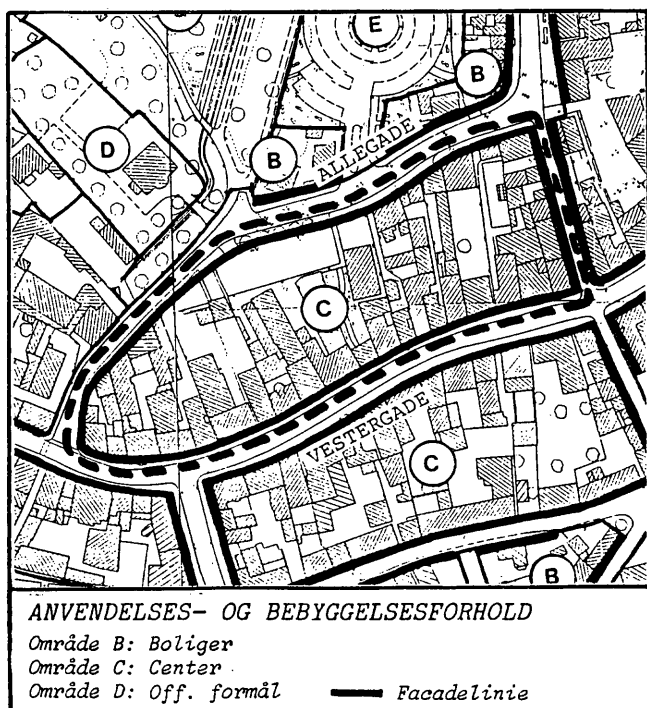 E
B
D
B
ALLEGADE
C
VESTERGADE
C
B
ANVENDELSES- OG BEBYGGELSESFORHOLD
Område B: Boliger
Område C: Center
Område D: Off. formål
Facadelinie